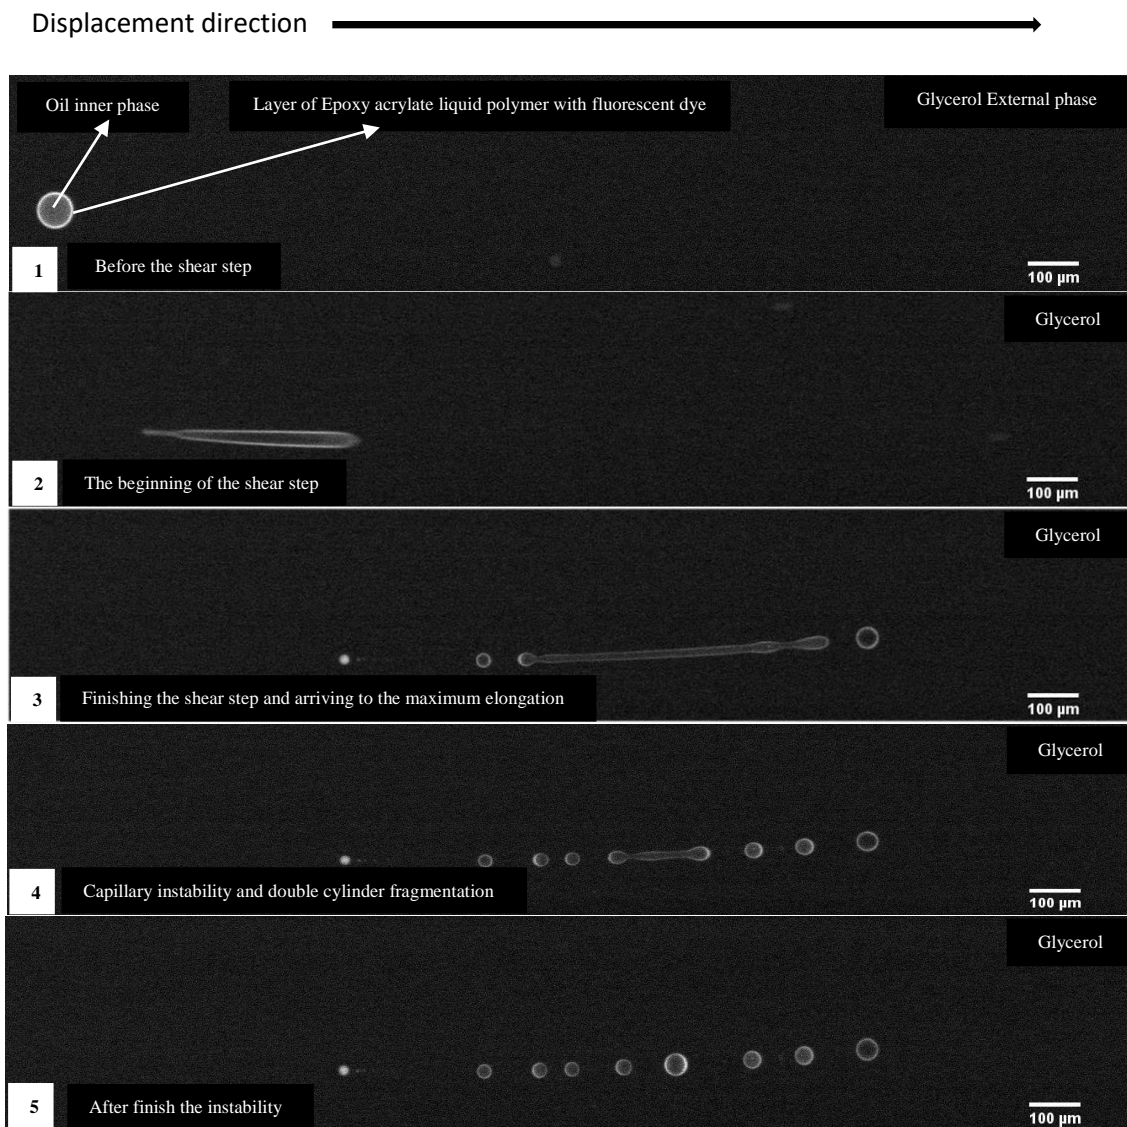 Displacement direction
Oil inner phase
Layer of Epoxy acrylate liquid polymer with fluorescent dye
Glycerol External phase
1
Before the shear step
100 µm
Glycerol
2
The beginning of the shear step
100 µm
Glycerol
3
Finishing the shear step and arriving to the maximum elongation
100 µm
Glycerol
4
Capillary instability and double cylinder fragmentation
100 µm
Glycerol
5
After finish the instability
100 µm